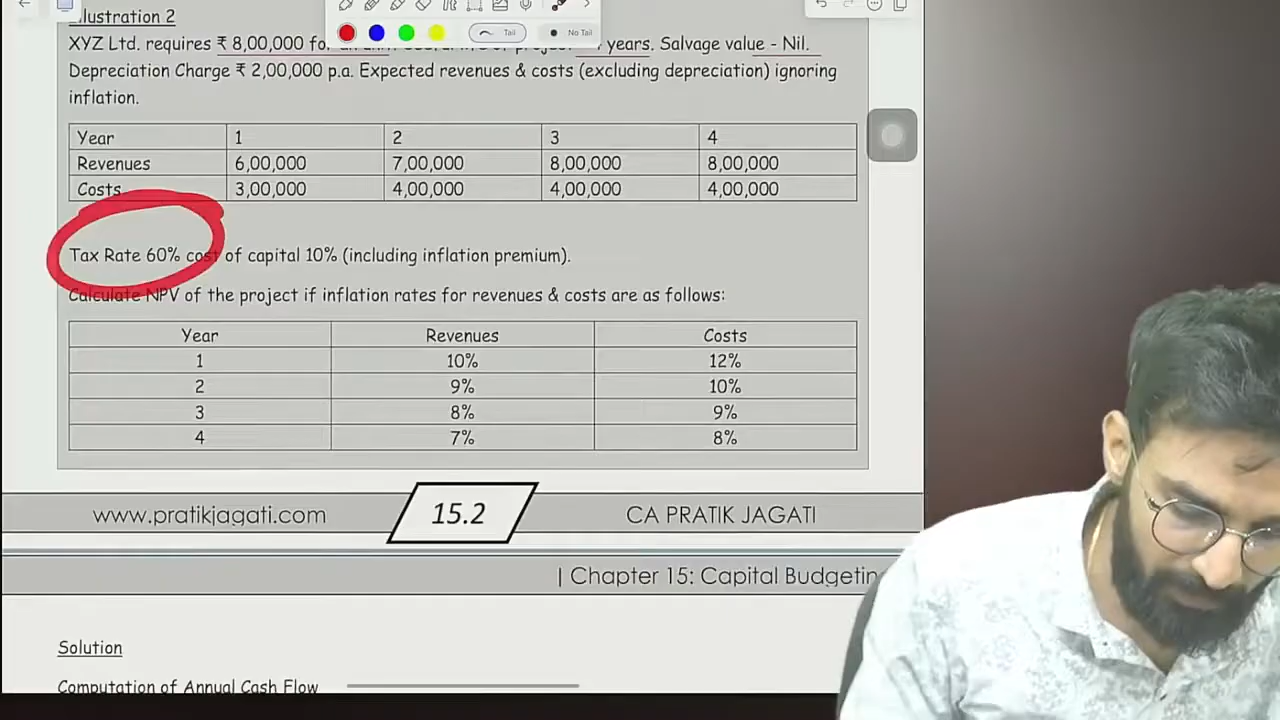 Illustration 2
XYZ Ltd. requires ₹ 8,00,000 for years. Salvage value - Nil.
Depreciation Charge ₹ 2,00,000 p.a. Expected revenues & costs (excluding depreciation) ignoring
inflation.
Year 1 2 3 4
Revenues 6,00,000 7,00,000 8,00,000 8,00,000
Costs 3,00,000 4,00,000 4,00,000 4,00,000
Tax Rate 60% cost of capital 10% (including inflation premium).
Calculate NPV of the project if inflation rates for revenues & costs are as follows:
Year Revenues Costs
1 10% 12%
2 9% 10%
3 8% 9%
4 7% 8%
www.pratikjagati.com 15.2 CA PRATIK JAGATI
| Chapter 15: Capital Budgeting
Solution
Computation of Annual Cash Flow
Tail
No Tail